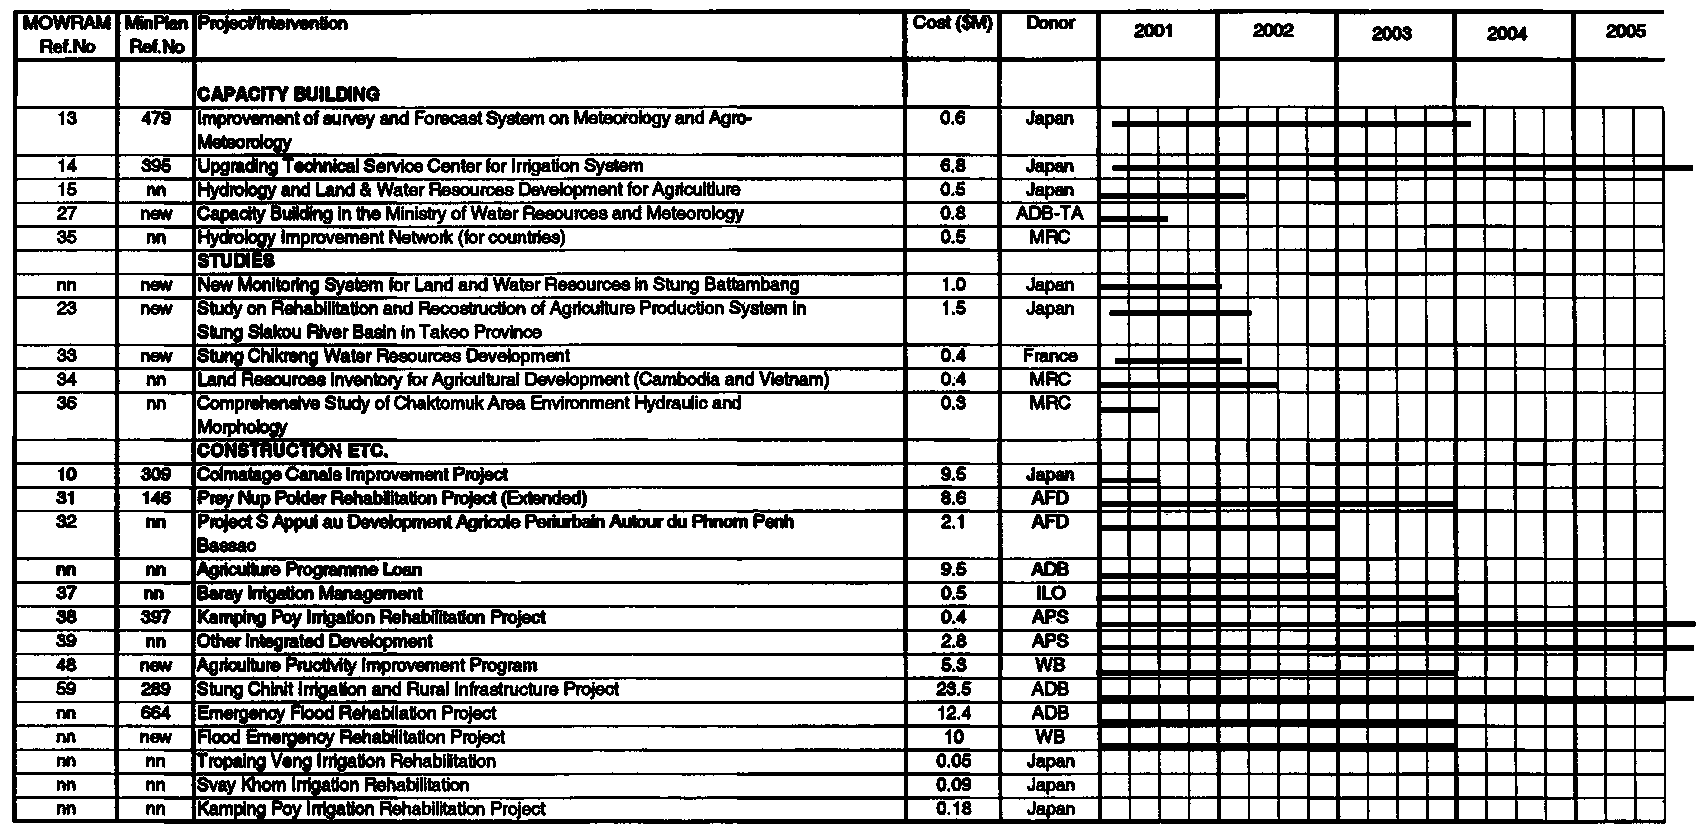 MOWRAM MinPlan Project/Intervention Cost ($M) Donor 2001 2002 2003 2004 2005
Ref.No Ref.No
CAPACITY BUILDING
13 479 Improvement of survey and Forecast System on Meteorology and Agro- 0.6 Japan
Meteorology
14 395 Upgrading Technical Service Center for Irrigation System 6.8 Japan
15 nn Hydrology and Land & Water Resources Development for Agricultlure 0.5 Japan
27 new Capacity Building in the Ministry of Water Resources and Meteorology 0.8 ADB-TA
35 nn Hydrology Improvement Network (for countries) 0.5 MRC
STUDIES
nn new New Monitoring System for Land and Water Resources in Stung Battambang 1.0 Japan
23 new Study on Rehabilitation and Recostruction of Agriculture Production System in 1.5 Japan
Stung Slakou River Basin in Takeo Province
33 new Stung Chikreng Water Resources Development 0.4 France
34 nn Land Resources Inventory for Agricultural Development (Cambodia and Vietnam) 0.4 MRC
36 nn Comprehensive Study of Chaktomuk Area Environment Hydraulic and 0.3 MRC
Morphology
CONSTRUCTION ETC.
10 309 Colmatage Canals Improvement Project 9.5 Japan
31 146 Prey Nup Polder Rehabilitation Project (Extended) 8.6 AFD
32 nn Project S Appui au Development Agricole Periurbain Autour du Phnom Penh 2.1 AFD
Bassac
nn nn Agriculture Programme Loan 9.5 ADB
37 nn Baray Irrigation Management 0.5 ILO
38 397 Kamping Poy Irrigation Rehabilitation Project 0.4 APS
39 nn Other Integrated Development 2.8 APS
48 new Agriculture Pructivity Improvement Program 5.3 WB
59 289 Stung Chinit Irrigation and Rural Infrastructure Project 23.5 ADB
nn 664 Emergency Flood Rehabiliation Project 12.4 ADB
nn new Flood Emergency Rehabilitation Project 10 WB
nn nn Tropaing Veng Irrigation Rehabilitation 0.05 Japan
nn nn Svay Khom Irrigation Rehabilitation 0.09 Japan
nn nn Kamping Poy Irrigation Rehabilitation Project 0.18 Japan